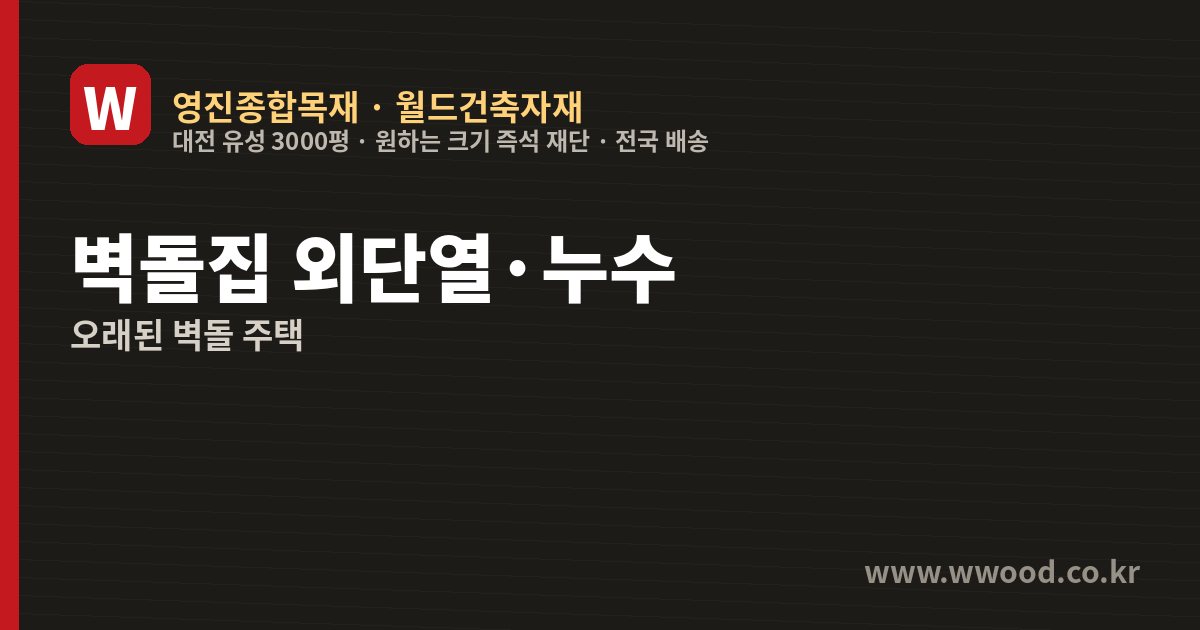 W
영진종합목재 · 월드건축자재
대전 유성 3000평 · 원하는 크기 즉석 재단 · 전국 배송
벽돌집 외단열·누수
오래된 벽돌 주택
www.wwood.co.kr